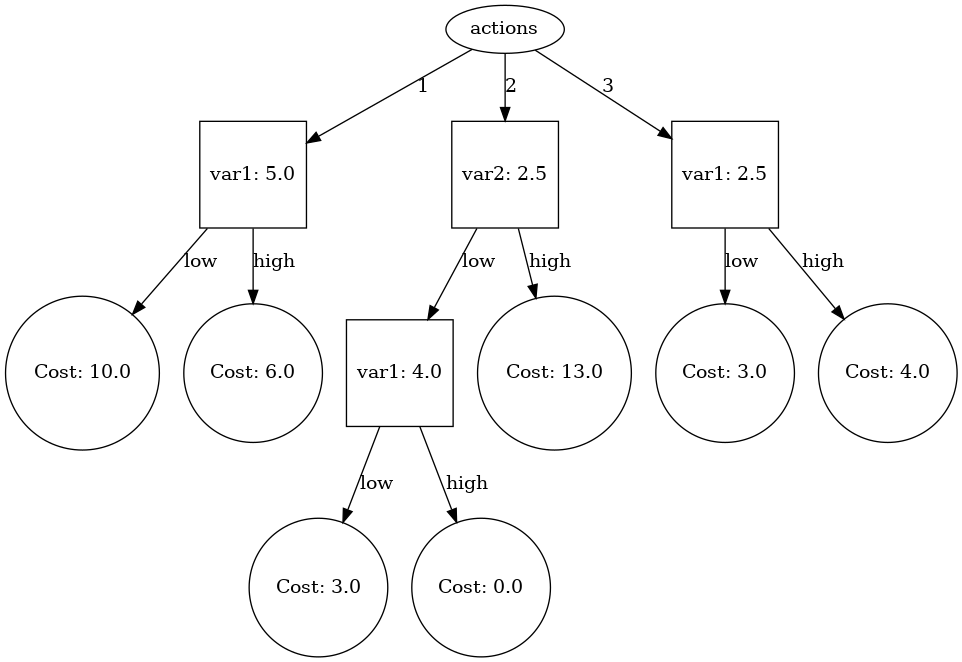 actions
1
2
3
var1: 5.0
var2: 2.5
var1: 2.5
low
high
low
high
low
high
Cost: 10.0
Cost: 6.0
var1: 4.0
Cost: 13.0
Cost: 3.0
Cost: 4.0
low
high
Cost: 3.0
Cost: 0.0